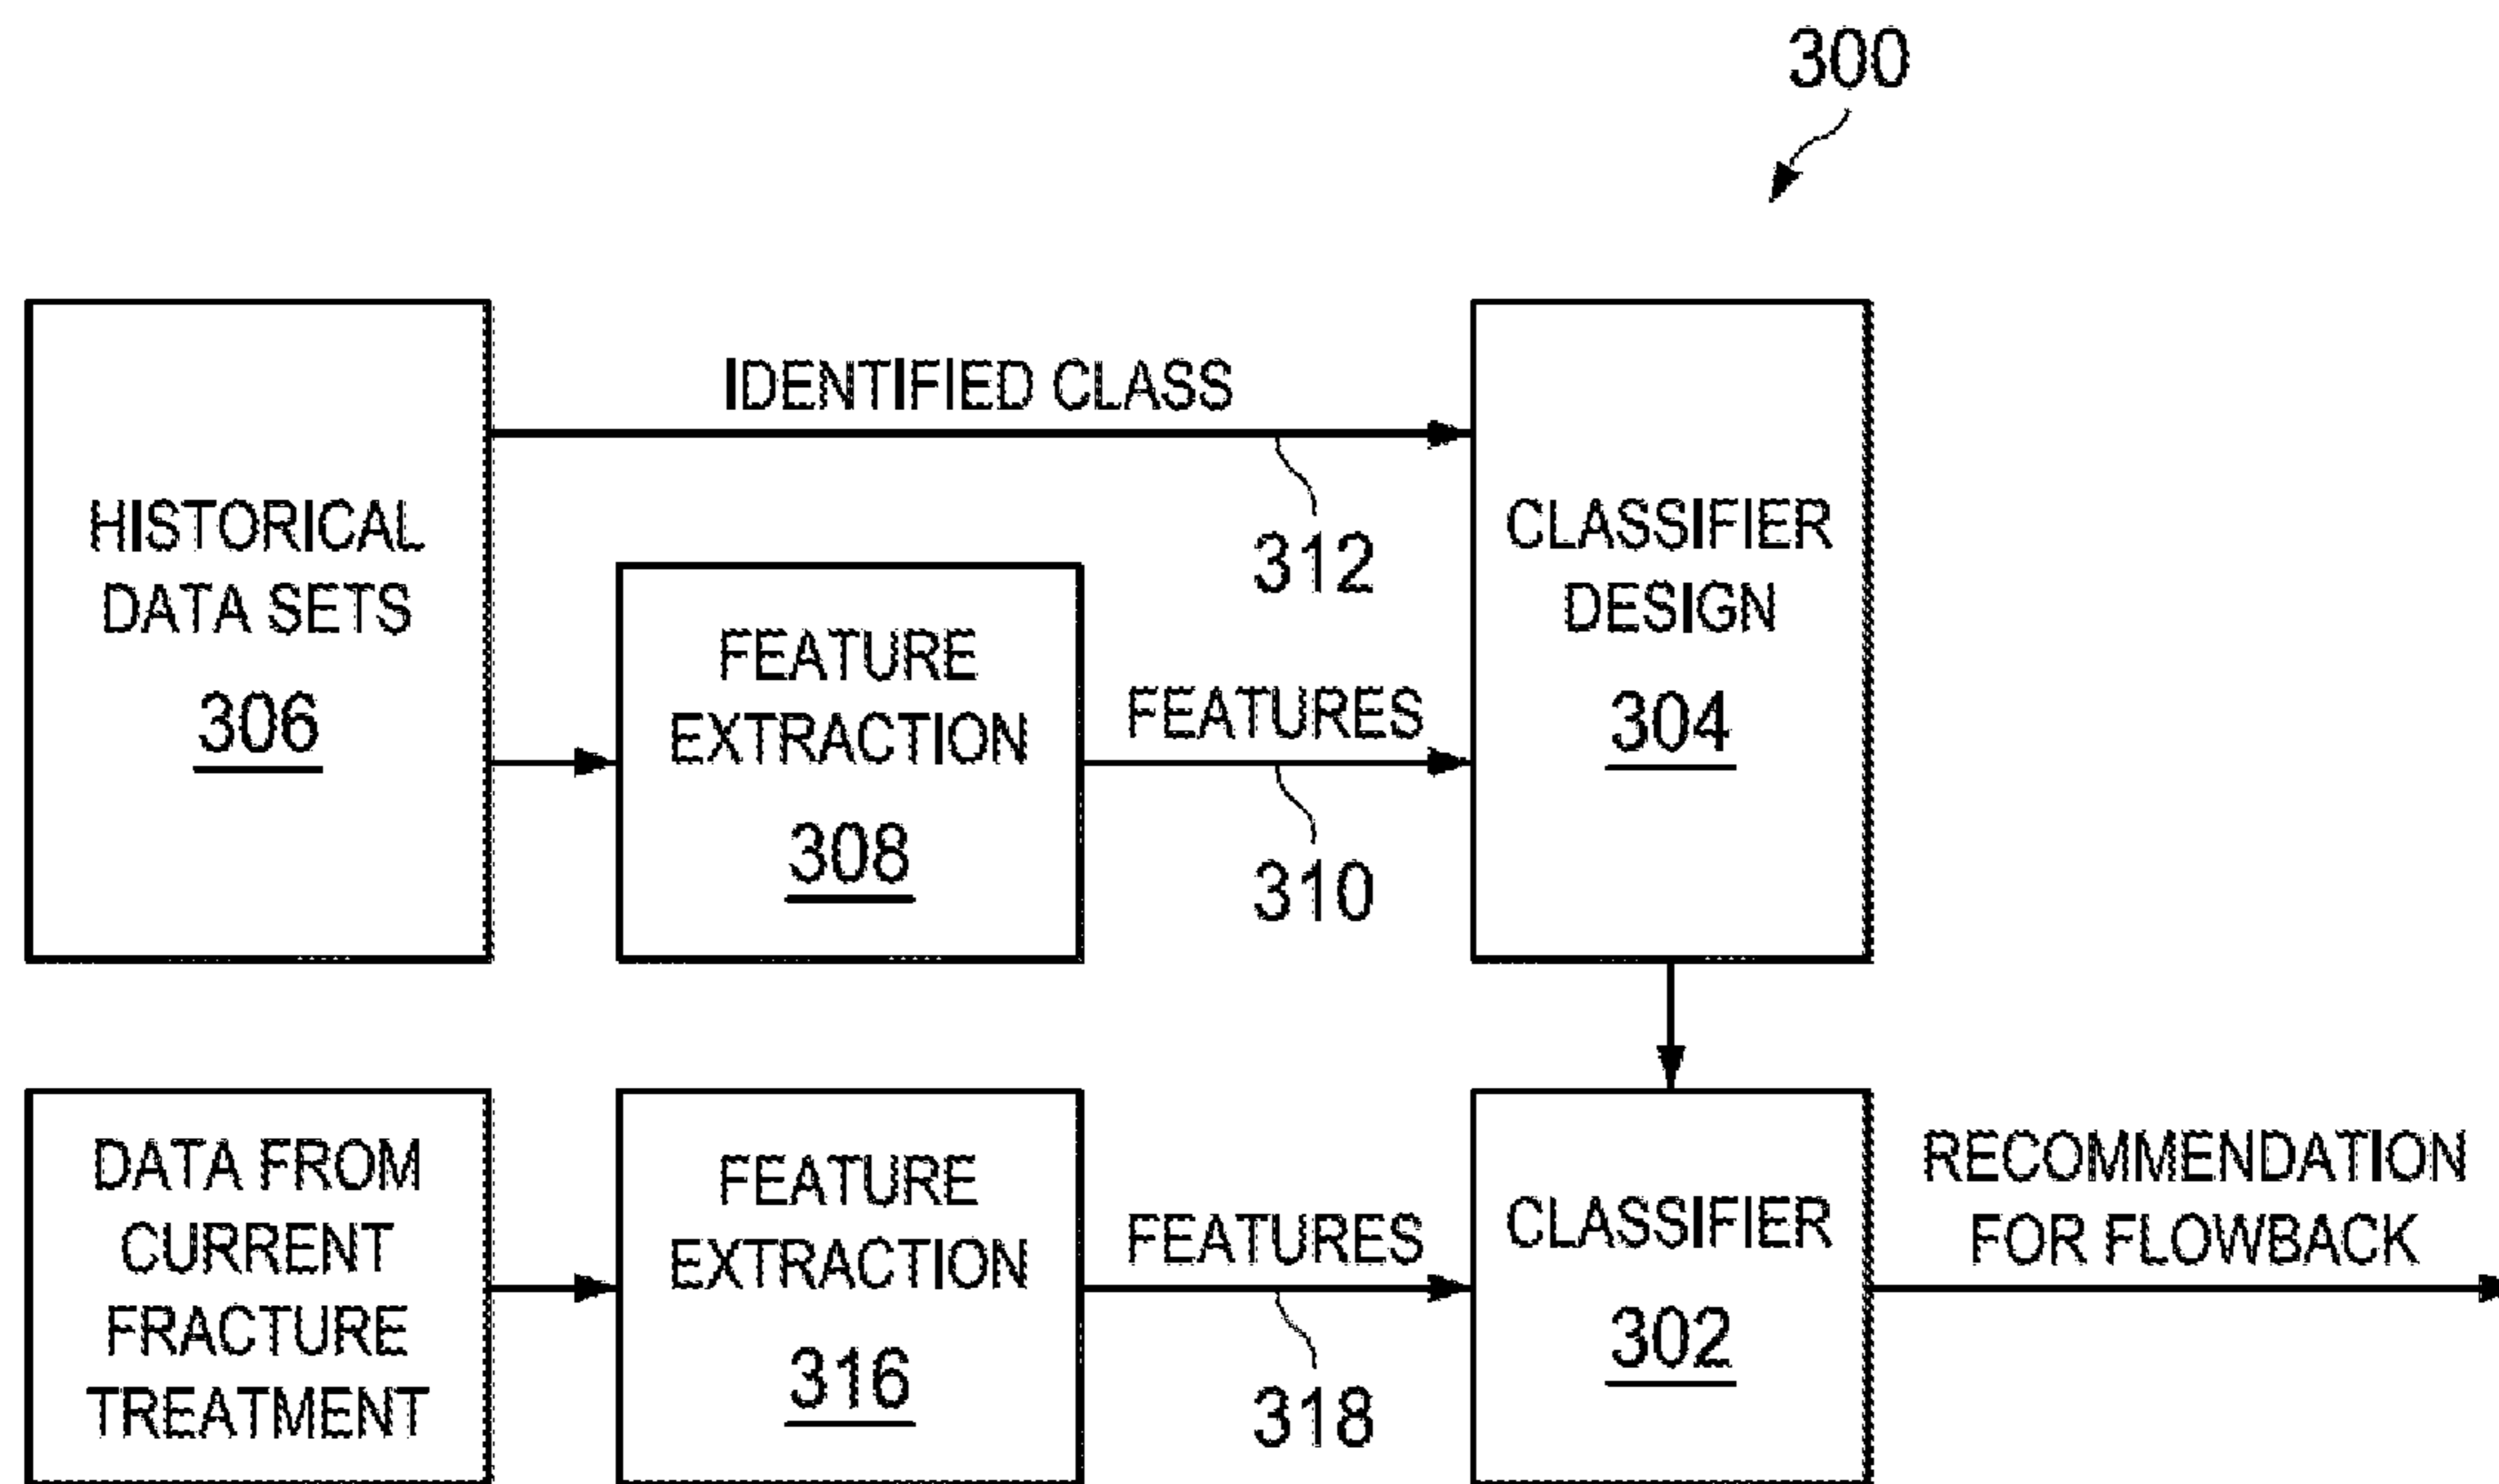 300
IDENTIFIED CLASS
312
HISTORICAL
DATA SETS
306
FEATURE
EXTRACTION
308
FEATURES
310
CLASSIFIER
DESIGN
304
DATA FROM
CURRENT
FRACTURE
TREATMENT
FEATURE
EXTRACTION
316
FEATURES
318
CLASSIFIER
302
RECOMMENDATION
FOR FLOWBACK